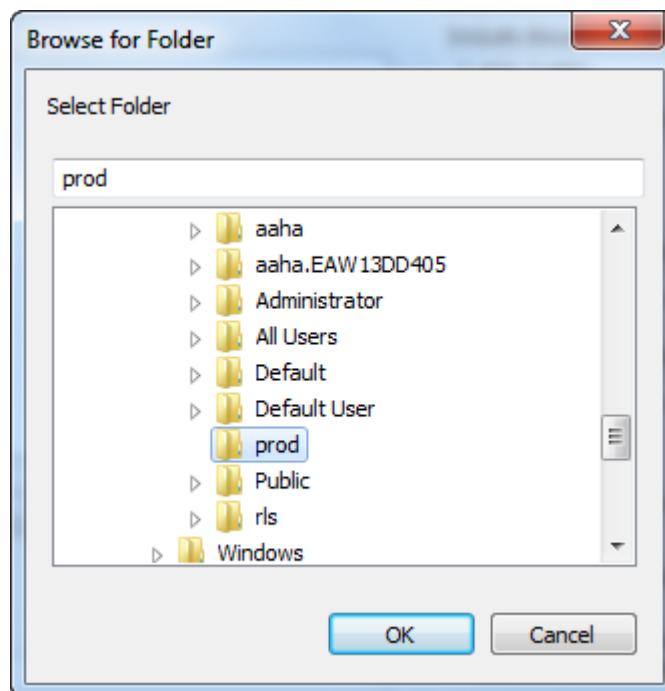 Browse for Folder
Select Folder
prod
aaha
aaha.EAW13DD405
Administrator
All Users
Default
Default User
prod
Public
rls
Windows
OK Cancel